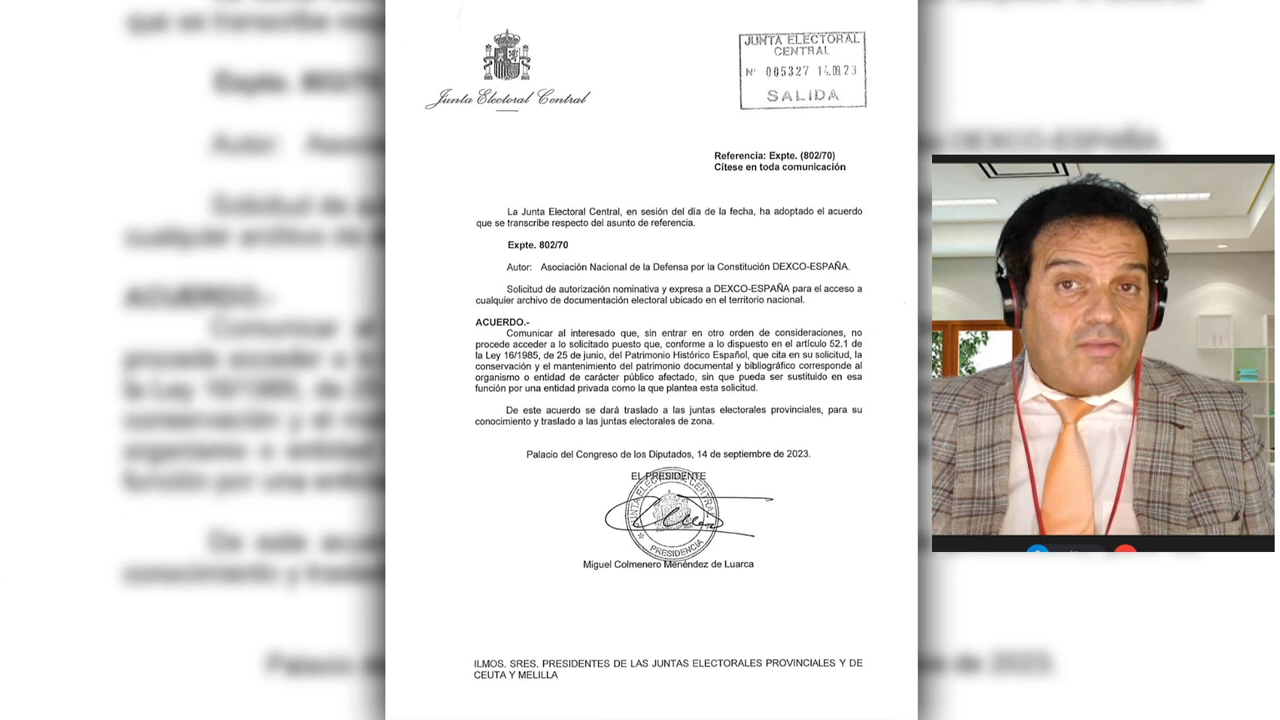 Junta Electoral Central
JUNTA ELECTORAL
CENTRAL
Nº 005327 14.09.23
SALIDA
Referencia: Expte. (802/70)
Cítese en toda comunicación
La Junta Electoral Central, en sesión del día de la fecha, ha adoptado el acuerdo
que se transcribe respecto del asunto de referencia.
Expte. 802/70
Autor: Asociación Nacional de la Defensa por la Constitución DEXCO-ESPAÑA.
Solicitud de autorización nominativa y expresa a DEXCO-ESPAÑA para el acceso a
cualquier archivo de documentación electoral ubicado en el territorio nacional.
ACUERDO.-
Comunicar al interesado que, sin entrar en otro orden de consideraciones, no
procede acceder a lo solicitado puesto que, conforme a lo dispuesto en el artículo 52.1 de
la Ley 16/1985, de 25 de junio, del Patrimonio Histórico Español, que cita en su solicitud, la
conservación y el mantenimiento del patrimonio documental y bibliográfico corresponde al
organismo o entidad de carácter público afectado, sin que pueda ser sustituido en esa
función por una entidad privada como la que plantea esta solicitud.
De este acuerdo se dará traslado a las juntas electorales provinciales, para su
conocimiento y traslado a las juntas electorales de zona.
Palacio del Congreso de los Diputados, 14 de septiembre de 2023.
EL PRESIDENTE
PRESIDENCIA
Miguel Colmenero Menéndez de Luarca
ILMOS. SRES. PRESIDENTES DE LAS JUNTAS ELECTORALES PROVINCIALES Y DE
CEUTA Y MELILLA